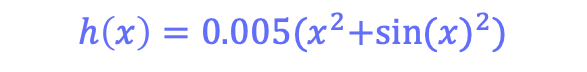 h(x) = 0.005(x²+sin(x)²)